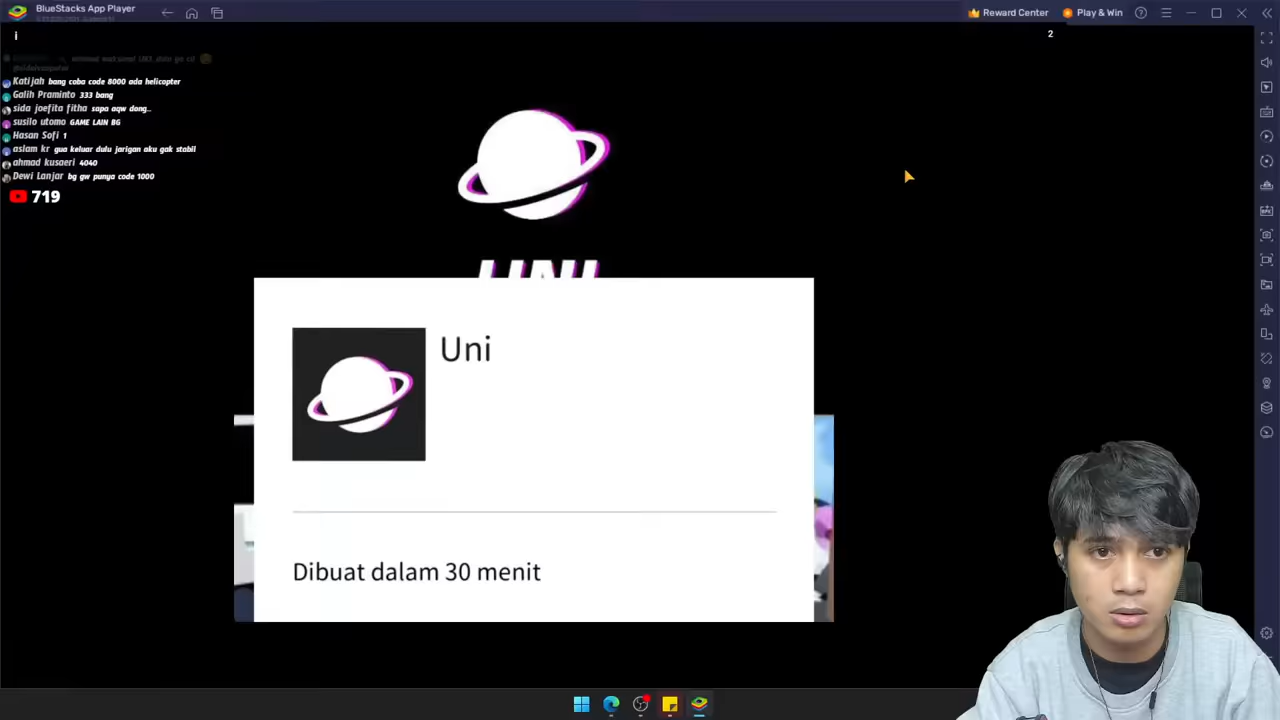 BlueStacks App Player
Reward Center
Play & Win
i
2
Katijah bang coba code 8000 ada helicopter
Galih Praminto 333 bang
sida joefita fitha sapa aqw dong..
susilo utomo GAME LAIN BG
Hasan Sofi 1
aslam kr gua keluar dulu jarigan aku gak stabil
ahmad kusaeri 4040
Dewi Lanjar bg gw punya code 1000
719
UNI
Uni
Dibuat dalam 30 menit